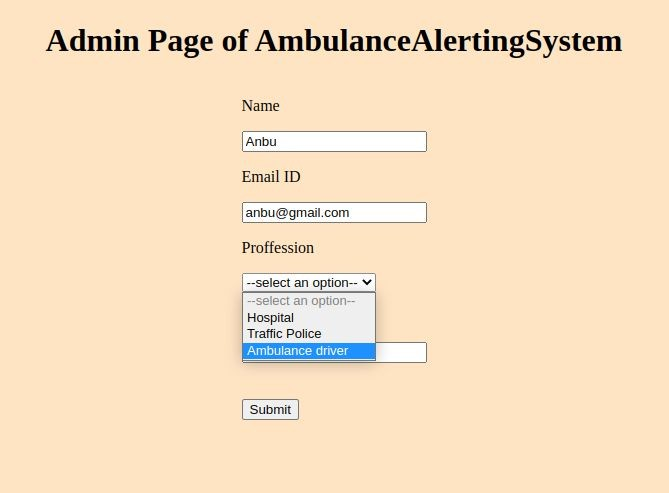 Admin Page of AmbulanceAlertingSystem
Name
Anbu
Email ID
anbu@gmail.com
Proffession
--select an option--
--select an option--
Hospital
Traffic Police
Ambulance driver
Submit